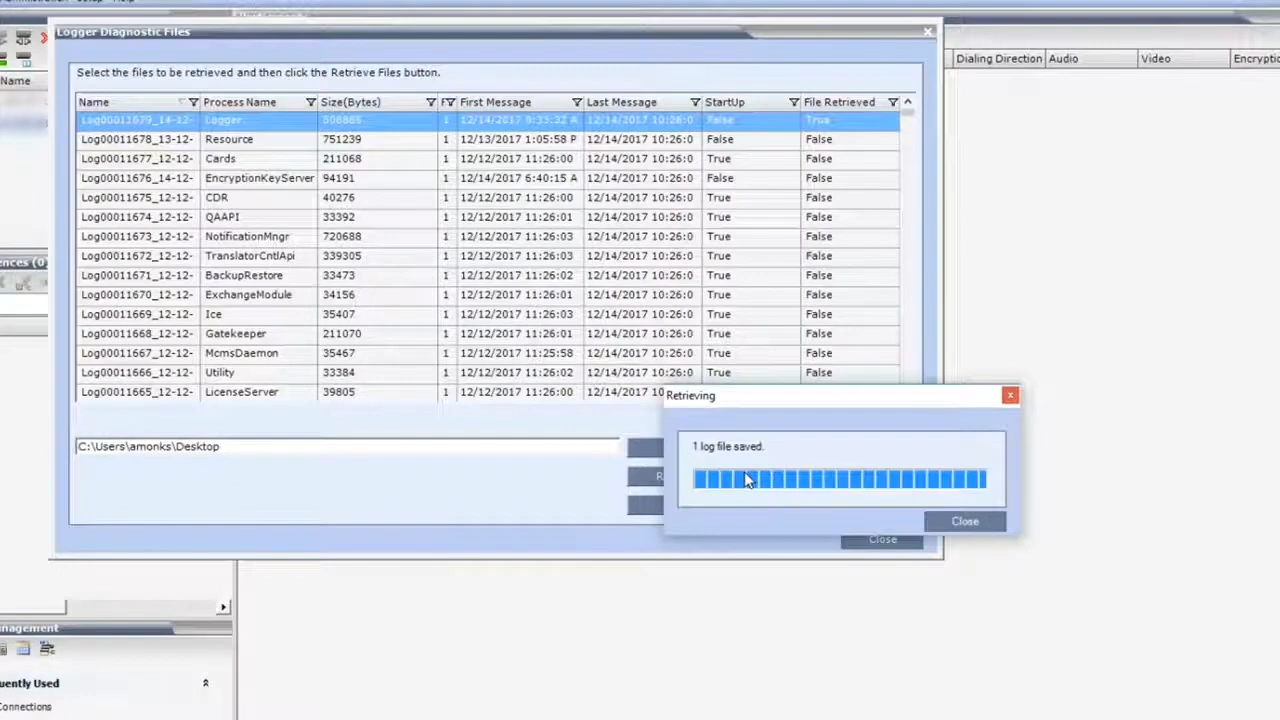 Logger Diagnostic Files
Select the files to be retrieved and then click the Retrieve Files button.
Name Process Name Size(Bytes) First Message Last Message StartUp File Retrieved
Log00011679_14-12- Logger 508885 1 12/14/2017 9:33:32 A 12/14/2017 10:26:0 False True
Log00011678_13-12- Resource 751239 1 12/13/2017 1:05:58 P 12/14/2017 10:26:0 False False
Log00011677_12-12- Cards 211068 1 12/12/2017 11:26:00 12/14/2017 10:26:0 True False
Log00011676_14-12- EncryptionKeyServer 94191 1 12/14/2017 6:40:15 A 12/14/2017 10:26:0 True False
Log00011675_12-12- CDR 40276 1 12/12/2017 11:26:00 12/14/2017 10:26:0 True False
Log00011674_12-12- QAAPI 33392 1 12/12/2017 11:26:01 12/14/2017 10:26:0 True False
Log00011673_12-12- NotificationMngr 720688 1 12/12/2017 11:26:03 12/14/2017 10:26:0 True False
Log00011672_12-12- TranslatorCntlApi 339305 1 12/12/2017 11:26:03 12/14/2017 10:26:0 True False
Log00011671_12-12- BackupRestore 33473 1 12/12/2017 11:26:02 12/14/2017 10:26:0 True False
Log00011670_12-12- ExchangeModule 34156 1 12/12/2017 11:26:01 12/14/2017 10:26:0 True False
Log00011669_12-12- Ice 35407 1 12/12/2017 11:26:03 12/14/2017 10:26:0 True False
Log00011668_12-12- Gatekeeper 211070 1 12/12/2017 11:26:01 12/14/2017 10:26:0 True False
Log00011667_12-12- McmsDaemon 35467 1 12/12/2017 11:25:58 12/14/2017 10:26:0 True False
Log00011666_12-12- Utility 33384 1 12/12/2017 11:26:02 12/14/2017 10:26:0 True False
Log00011665_12-12- LicenseServer 39805 1 12/12/2017 11:26:00 12/14/2017 10:
C:\Users\amonks\Desktop
R
Close
Retrieving
1 log file saved.
Close
Dialing Direction Audio Video Encryptio
Name
ences (0)
nagement
uently Used
Connections